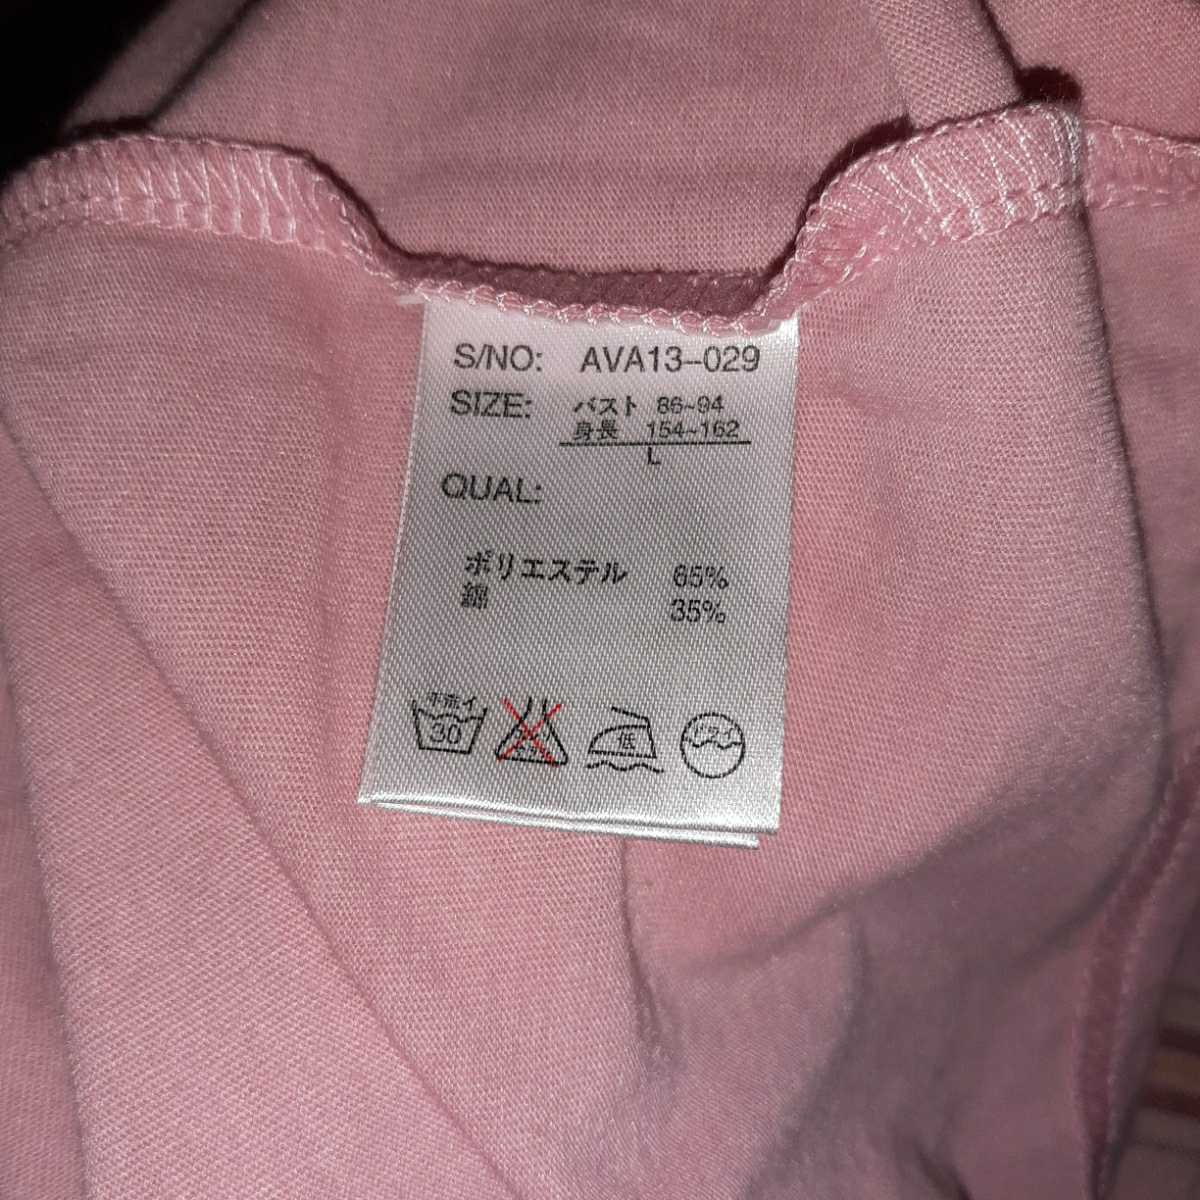 S/NO: AVA13-029
SIZE: バスト 86~94
身長 154~162
L
QUAL:
ポリエステル 65%
綿 35%
30
低